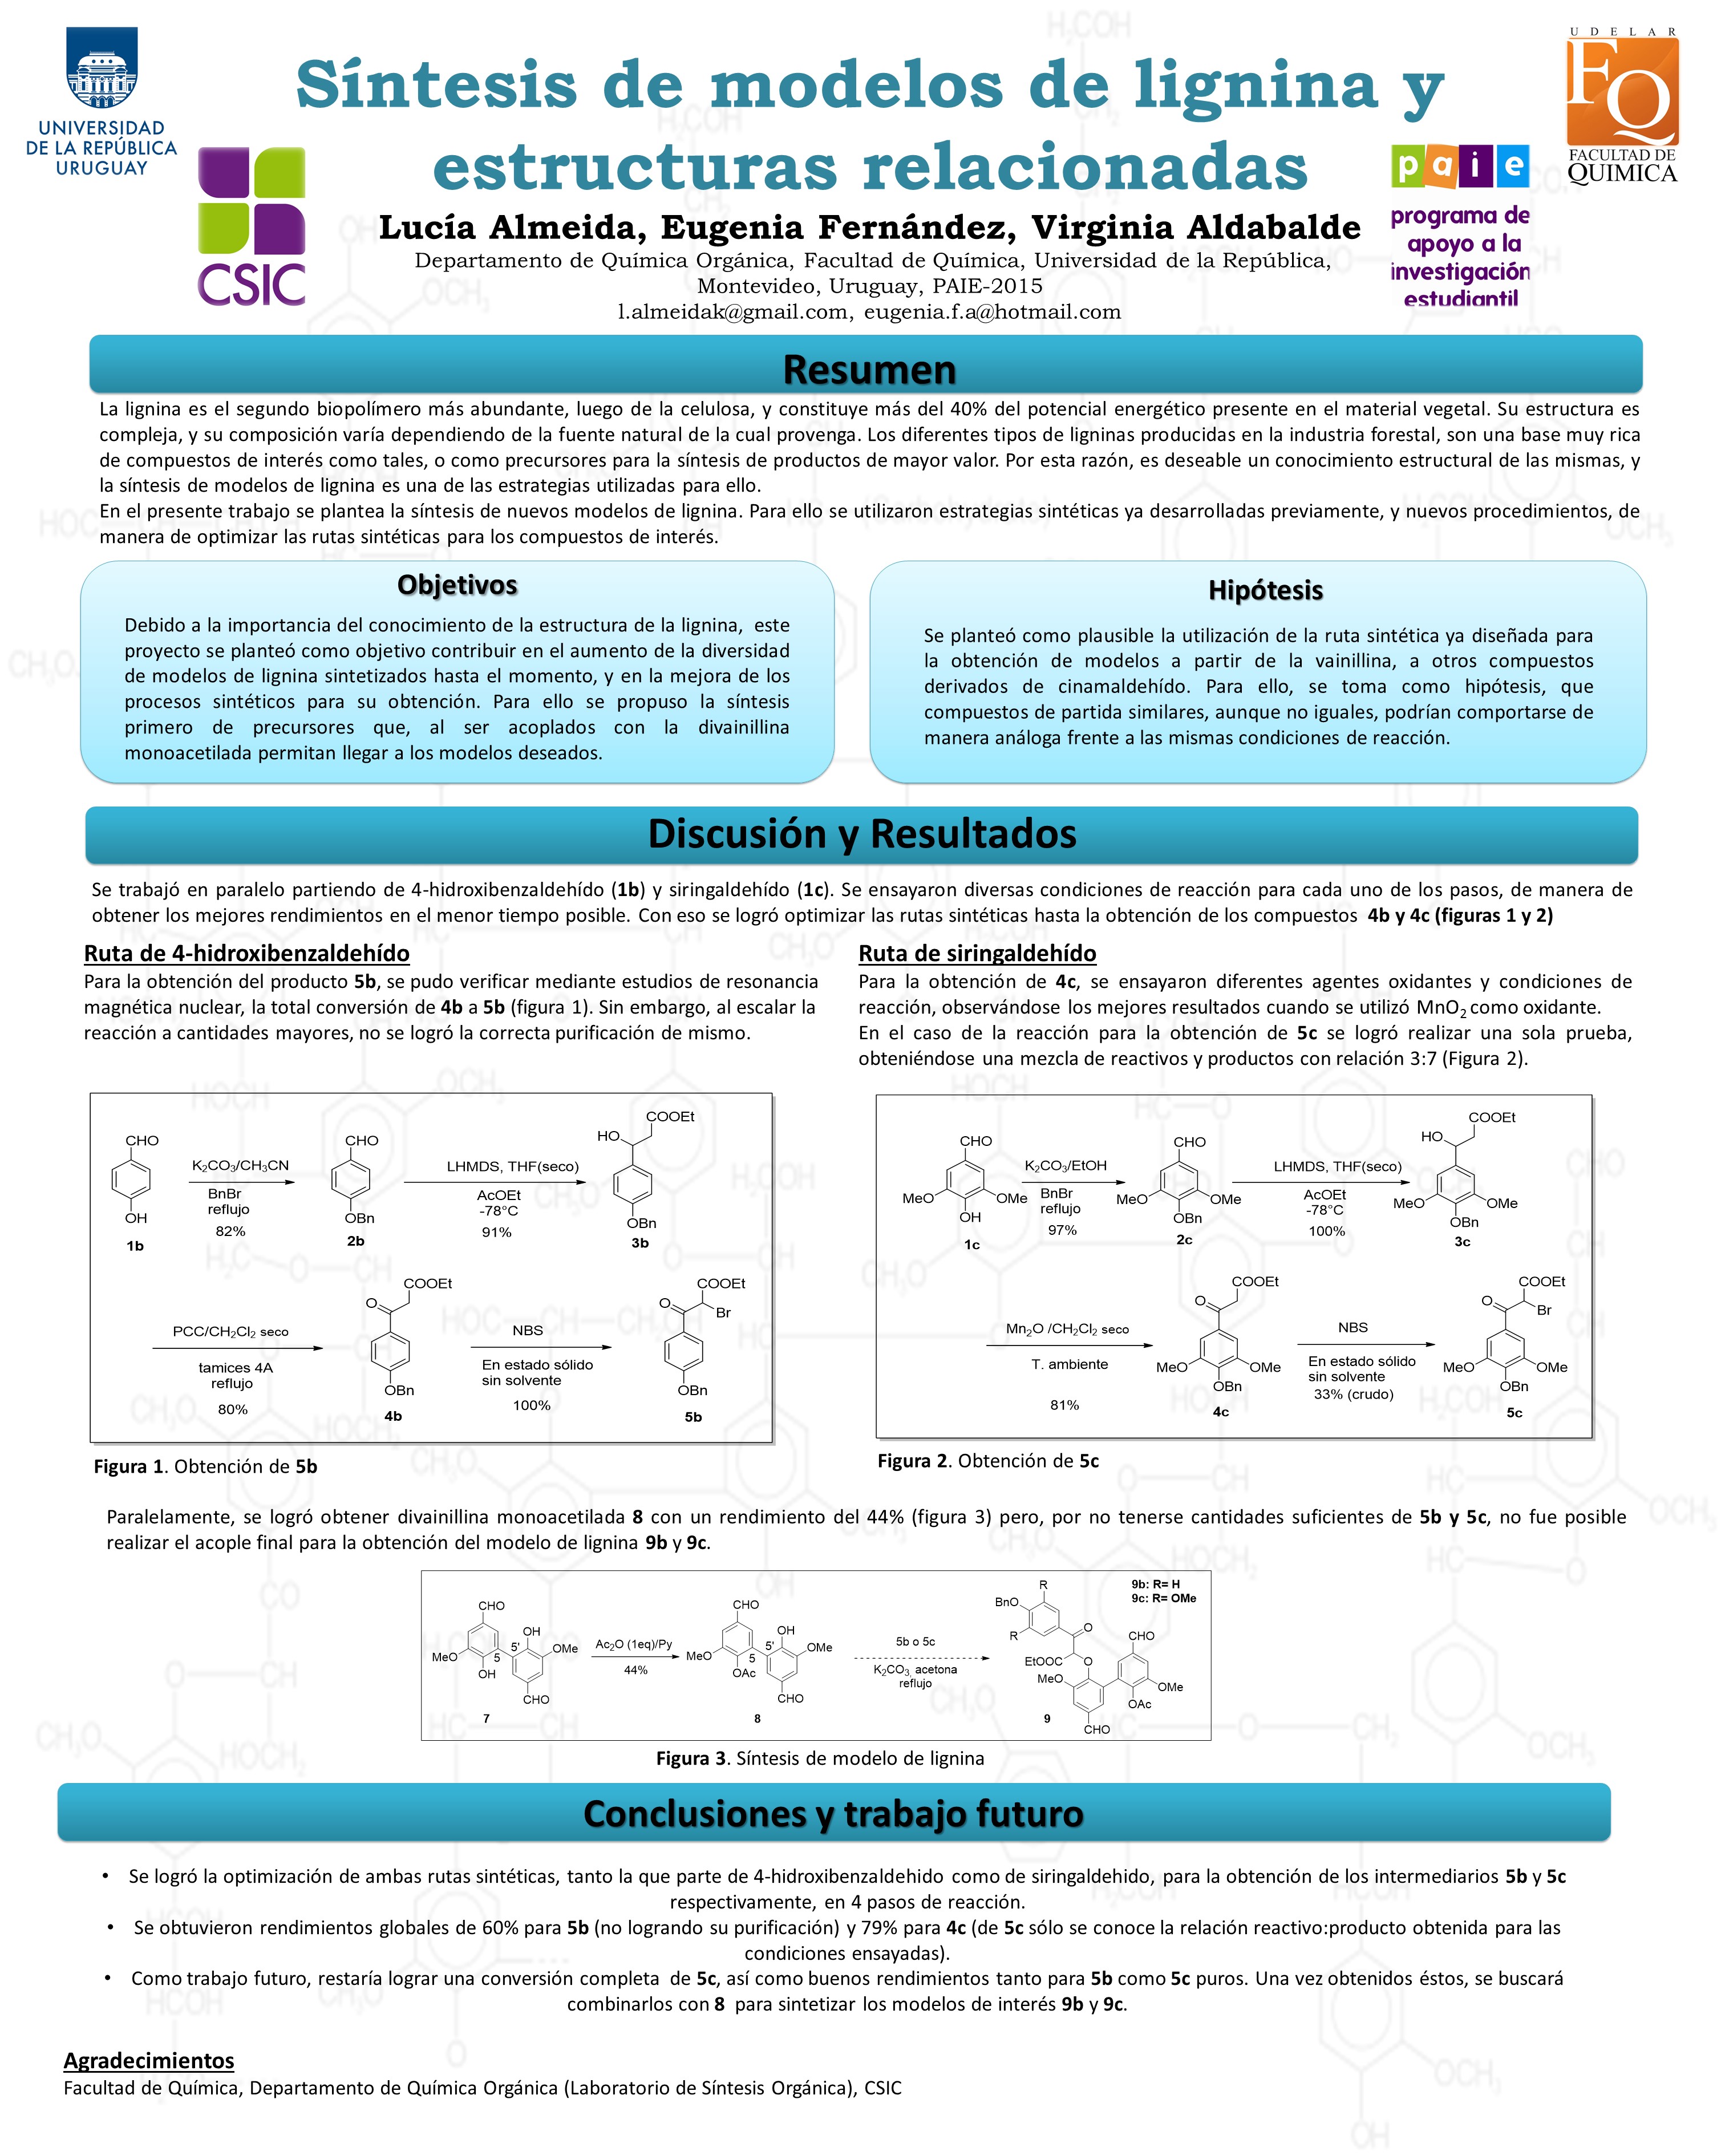 UNIVERSIDAD
DE LA REPÚBLICA
URUGUAY
CSIC
Síntesis de modelos de lignina y
estructuras relacionadas
Lucía Almeida, Eugenia Fernández, Virginia Aldabalde
Departamento de Química Orgánica, Facultad de Química, Universidad de la República,
Montevideo, Uruguay, PAIE-2015
l.almeidak@gmail.com, eugenia.f.a@hotmail.com
paie
programa de
apoyo a la
investigación
estudiantil
UDELAR
FQ
FACULTAD DE
QUIMICA
Resumen
La lignina es el segundo biopolímero más abundante, luego de la celulosa, y constituye más del 40% del potencial energético presente en el material vegetal. Su estructura es
compleja, y su composición varía dependiendo de la fuente natural de la cual provenga. Los diferentes tipos de ligninas producidas en la industria forestal, son una base muy rica
de compuestos de interés como tales, o como precursores para la síntesis de productos de mayor valor. Por esta razón, es deseable un conocimiento estructural de las mismas, y
la síntesis de modelos de lignina es una de las estrategias utilizadas para ello.
En el presente trabajo se plantea la síntesis de nuevos modelos de lignina. Para ello se utilizaron estrategias sintéticas ya desarrolladas previamente, y nuevos procedimientos, de
manera de optimizar las rutas sintéticas para los compuestos de interés.
Objetivos
Debido a la importancia del conocimiento de la estructura de la lignina, este
proyecto se planteó como objetivo contribuir en el aumento de la diversidad
de modelos de lignina sintetizados hasta el momento, y en la mejora de los
procesos sintéticos para su obtención. Para ello se propuso la síntesis
primero de precursores que, al ser acoplados con la divainillina
monoacetilada permitan llegar a los modelos deseados.
Hipótesis
Se planteó como plausible la utilización de la ruta sintética ya diseñada para
la obtención de modelos a partir de la vainillina, a otros compuestos
derivados de cinamaldehído. Para ello, se toma como hipótesis, que
compuestos de partida similares, aunque no iguales, podrían comportarse de
manera análoga frente a las mismas condiciones de reacción.
Discusión y Resultados
Se trabajó en paralelo partiendo de 4-hidroxibenzaldehído (1b) y siringaldehído (1c). Se ensayaron diversas condiciones de reacción para cada uno de los pasos, de manera de
obtener los mejores rendimientos en el menor tiempo posible. Con eso se logró optimizar las rutas sintéticas hasta la obtención de los compuestos 4b y 4c (figuras 1 y 2)
Ruta de 4-hidroxibenzaldehído
Para la obtención del producto 5b, se pudo verificar mediante estudios de resonancia
magnética nuclear, la total conversión de 4b a 5b (figura 1). Sin embargo, al escalar la
reacción a cantidades mayores, no se logró la correcta purificación de mismo.
Ruta de siringaldehído
Para la obtención de 4c, se ensayaron diferentes agentes oxidantes y condiciones de
reacción, observándose los mejores resultados cuando se utilizó MnO₂ como oxidante.
En el caso de la reacción para la obtención de 5c se logró realizar una sola prueba,
obteniéndose una mezcla de reactivos y productos con relación 3:7 (Figura 2).
CHO
OH
1b
K₂CO₃/CH₃CN
BnBr
reflujo
82%
CHO
OBn
2b
LHMDS, THF(seco)
AcOEt
-78°C
91%
COOEt
HO
OBn
3b
PCC/CH₂Cl₂ seco
tamices 4A
reflujo
80%
COOEt
O
OBn
4b
NBS
En estado sólido
sin solvente
100%
COOEt
O
Br
OBn
5b
Figura 1. Obtención de 5b
CHO
MeO
OMe
OH
1c
K₂CO₃/EtOH
BnBr
reflujo
97%
CHO
MeO
OMe
OBn
2c
LHMDS, THF(seco)
AcOEt
-78°C
100%
COOEt
HO
MeO
OMe
OBn
3c
Mn₂O /CH₂Cl₂ seco
T. ambiente
81%
COOEt
O
MeO
OMe
OBn
4c
NBS
En estado sólido
sin solvente
33% (crudo)
COOEt
O
Br
MeO
OMe
OBn
5c
Figura 2. Obtención de 5c
Paralelamente, se logró obtener divainillina monoacetilada 8 con un rendimiento del 44% (figura 3) pero, por no tenerse cantidades suficientes de 5b y 5c, no fue posible
realizar el acople final para la obtención del modelo de lignina 9b y 9c.
CHO
MeO
5
5'
OH
OH
OMe
CHO
7
Ac₂O (1eq)/Py
44%
CHO
MeO
5
5'
OAc
OH
OMe
CHO
8
5b o 5c
K₂CO₃, acetona
reflujo
9b: R= H
9c: R= OMe
R
BnO
R
O
EtOOC
O
MeO
CHO
CHO
OMe
OAc
9
Figura 3. Síntesis de modelo de lignina
Conclusiones y trabajo futuro
• Se logró la optimización de ambas rutas sintéticas, tanto la que parte de 4-hidroxibenzaldehido como de siringaldehido, para la obtención de los intermediarios 5b y 5c
respectivamente, en 4 pasos de reacción.
• Se obtuvieron rendimientos globales de 60% para 5b (no logrando su purificación) y 79% para 4c (de 5c sólo se conoce la relación reactivo:producto obtenida para las
condiciones ensayadas).
• Como trabajo futuro, restaría lograr una conversión completa de 5c, así como buenos rendimientos tanto para 5b como 5c puros. Una vez obtenidos éstos, se buscará
combinarlos con 8 para sintetizar los modelos de interés 9b y 9c.
Agradecimientos
Facultad de Química, Departamento de Química Orgánica (Laboratorio de Síntesis Orgánica), CSIC